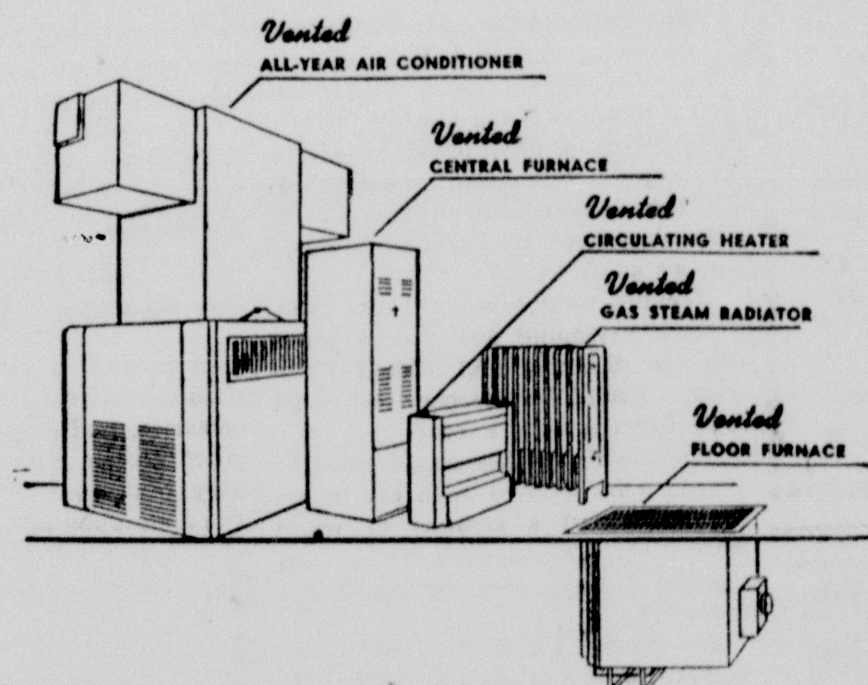 Vented
ALL-YEAR AIR CONDITIONER
Vented
CENTRAL FURNACE
Vented
CIRCULATING HEATER
Vented
GAS STEAM RADIATOR
Vented
FLOOR FURNACE